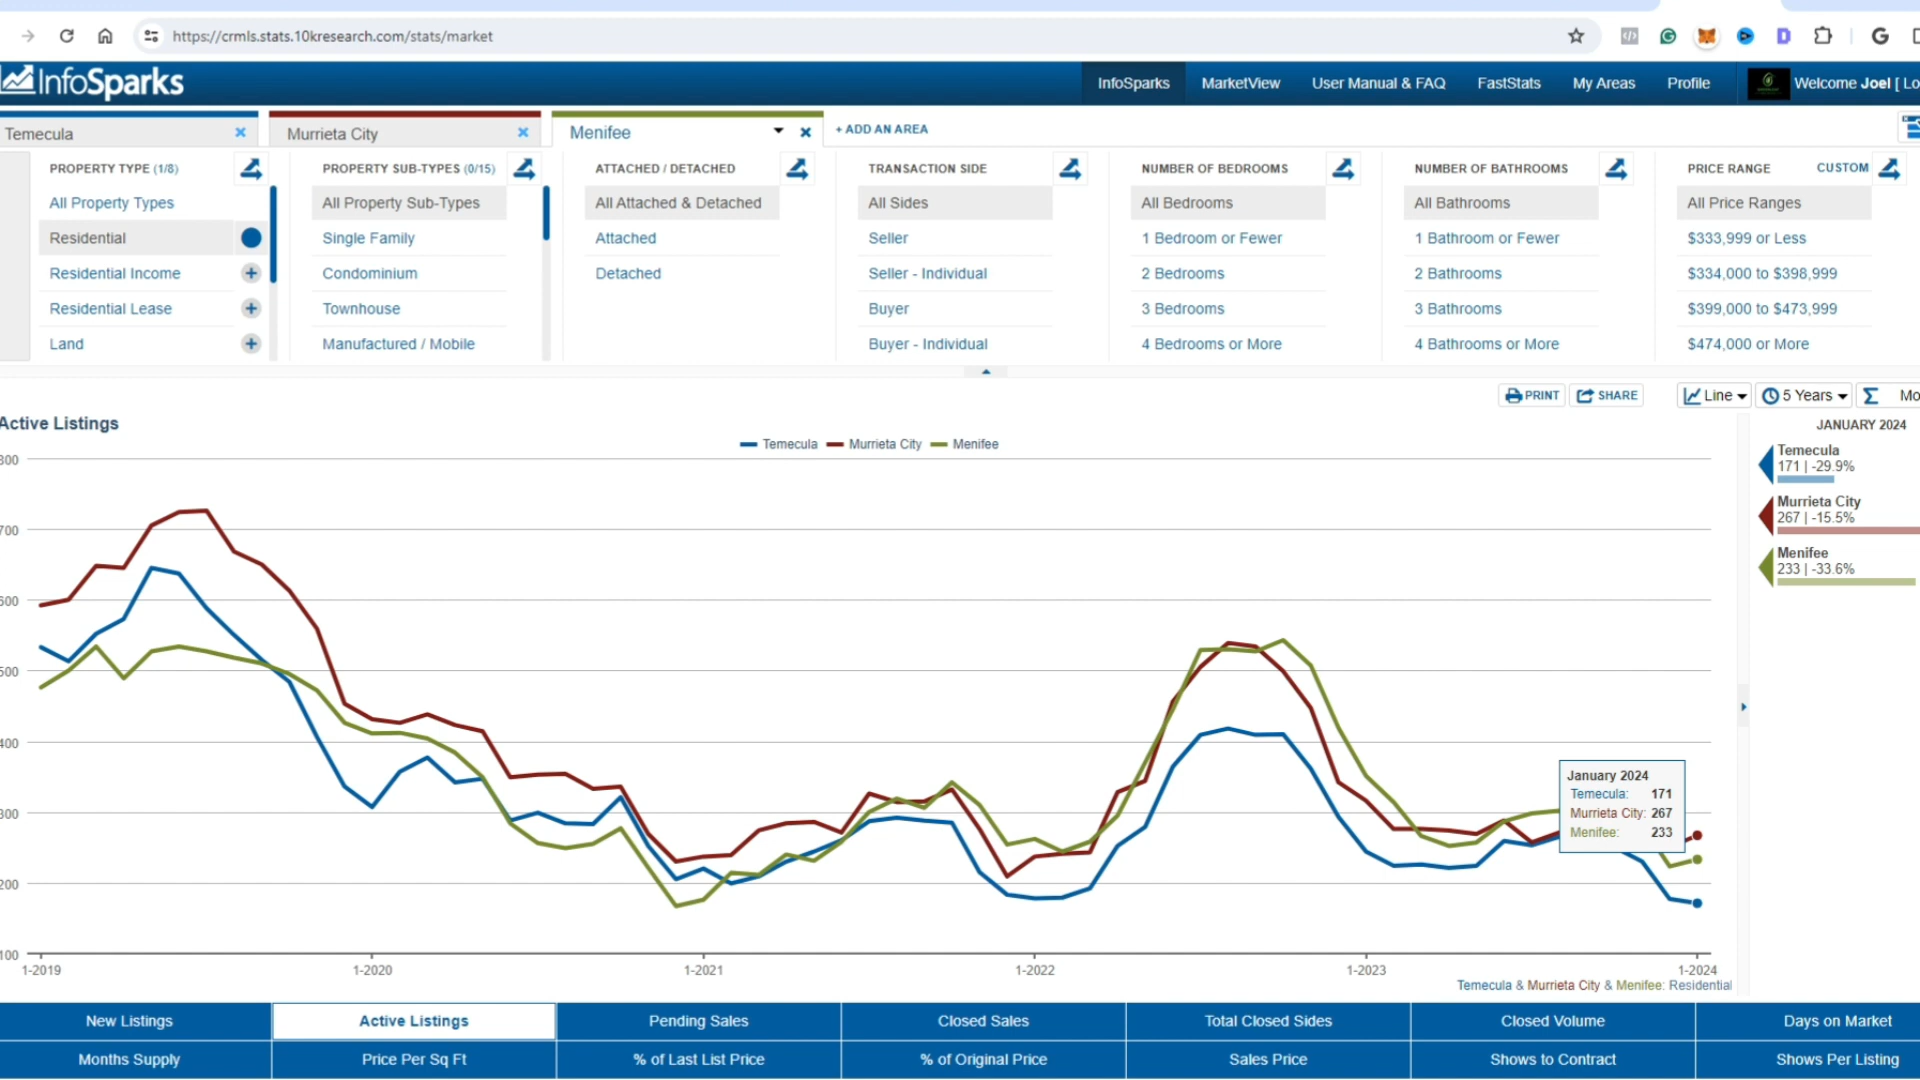 https://crmls.stats.10kresearch.com/stats/market
InfoSparks
InfoSparks MarketView User Manual & FAQ FastStats My Areas Profile Welcome Joel [ Lo
Temecula Murrieta City Menifee + ADD AN AREA
PROPERTY TYPE (1/8) PROPERTY SUB-TYPES (0/15) ATTACHED / DETACHED TRANSACTION SIDE NUMBER OF BEDROOMS NUMBER OF BATHROOMS PRICE RANGE CUSTOM
All Property Types All Property Sub-Types All Attached & Detached All Sides All Bedrooms All Bathrooms All Price Ranges
Residential Single Family Attached Seller 1 Bedroom or Fewer 1 Bathroom or Fewer $333,999 or Less
Residential Income Condominium Detached Seller - Individual 2 Bedrooms 2 Bathrooms $334,000 to $398,999
Residential Lease Townhouse Buyer 3 Bedrooms 3 Bathrooms $399,000 to $473,999
Land Manufactured / Mobile Buyer - Individual 4 Bedrooms or More 4 Bathrooms or More $474,000 or More
PRINT SHARE Line 5 Years Mo
Active Listings
JANUARY 2024
Temecula Murrieta City Menifee
Temecula
171 | -29.9%
Murrieta City
267 | -15.5%
Menifee
233 | -33.6%
800
700
600
500
400
300
200
100
January 2024
Temecula: 171
Murrieta City: 267
Menifee: 233
1-2019 1-2020 1-2021 1-2022 1-2023 1-2024
Temecula & Murrieta City & Menifee: Residential
New Listings Active Listings Pending Sales Closed Sales Total Closed Sides Closed Volume Days on Market
Months Supply Price Per Sq Ft % of Last List Price % of Original Price Sales Price Shows to Contract Shows Per Listing